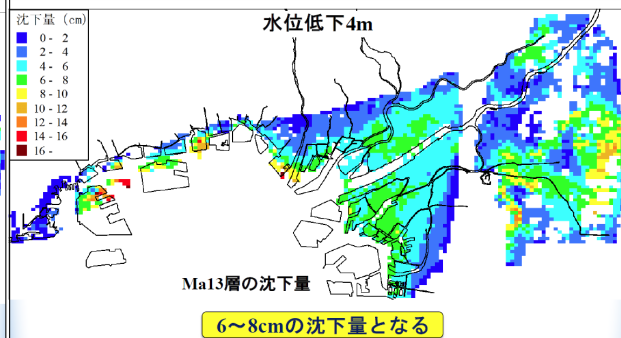 水位低下4m
沈下量 (cm)
0 - 2
2 - 4
4 - 6
6 - 8
8 - 10
10 - 12
12 - 14
14 - 16
16 -
Ma13層の沈下量
6～8cmの沈下量となる